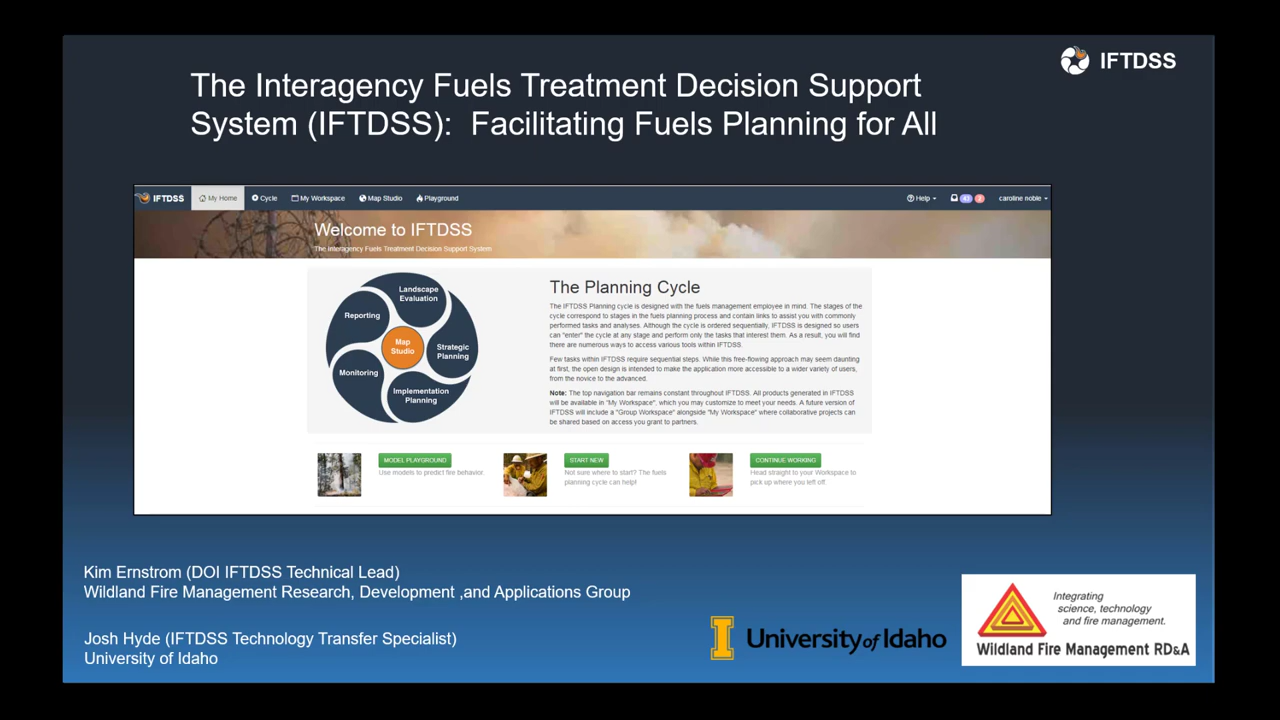 IFTDSS
The Interagency Fuels Treatment Decision Support
System (IFTDSS):  Facilitating Fuels Planning for All
IFTDSS
My Home
Cycle
My Workspace
Map Studio
Playground
Help
caroline noble
Welcome to IFTDSS
The Interagency Fuels Treatment Decision Support System
Landscape
Evaluation
Reporting
Map
Studio
Strategic
Planning
Monitoring
Implementation
Planning
The Planning Cycle
The IFTDSS Planning cycle is designed with the fuels management employee in mind. The stages of the
cycle correspond to stages in the fuels planning process and contain links to assist you with commonly
performed tasks and analyses. Although the cycle is ordered sequentially, IFTDSS is designed so users
can "enter" the cycle at any stage and perform only the tasks that interest them. As a result, you will find
there are numerous ways to access various tools within IFTDSS.
Few tasks within IFTDSS require sequential steps. While this free-flowing approach may seem daunting
at first, the open design is intended to make the application more accessible to a wider variety of users,
from the novice to the advanced.
Note: The top navigation bar remains constant throughout IFTDSS. All products generated in IFTDSS
will be available in "My Workspace", which you may customize to meet your needs. A future version of
IFTDSS will include a "Group Workspace" alongside "My Workspace" where collaborative projects can
be shared based on access you grant to partners.
MODEL PLAYGROUND
Use models to predict fire behavior.
START NEW
Not sure where to start? The fuels
planning cycle can help!
CONTINUE WORKING
Head straight to your Workspace to
pick up where you left off.
Kim Ernstrom (DOI IFTDSS Technical Lead)
Wildland Fire Management Research, Development ,and Applications Group
Josh Hyde (IFTDSS Technology Transfer Specialist)
University of Idaho
I University of Idaho
Integrating
science, technology
and fire management.
Wildland Fire Management RD&A